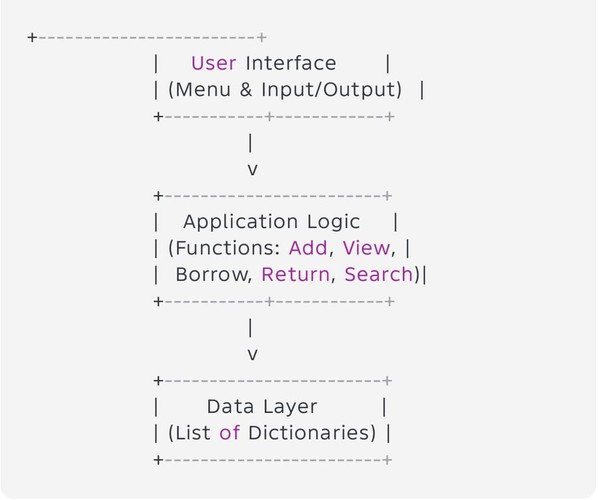 +------------------------+
|    User Interface      |
| (Menu & Input/Output)  |
+-----------+------------+
|
v
+------------------------+
|   Application Logic    |
| (Functions: Add, View, |
|  Borrow, Return, Search)|
+-----------+------------+
|
v
+------------------------+
|      Data Layer        |
| (List of Dictionaries) |
+------------------------+